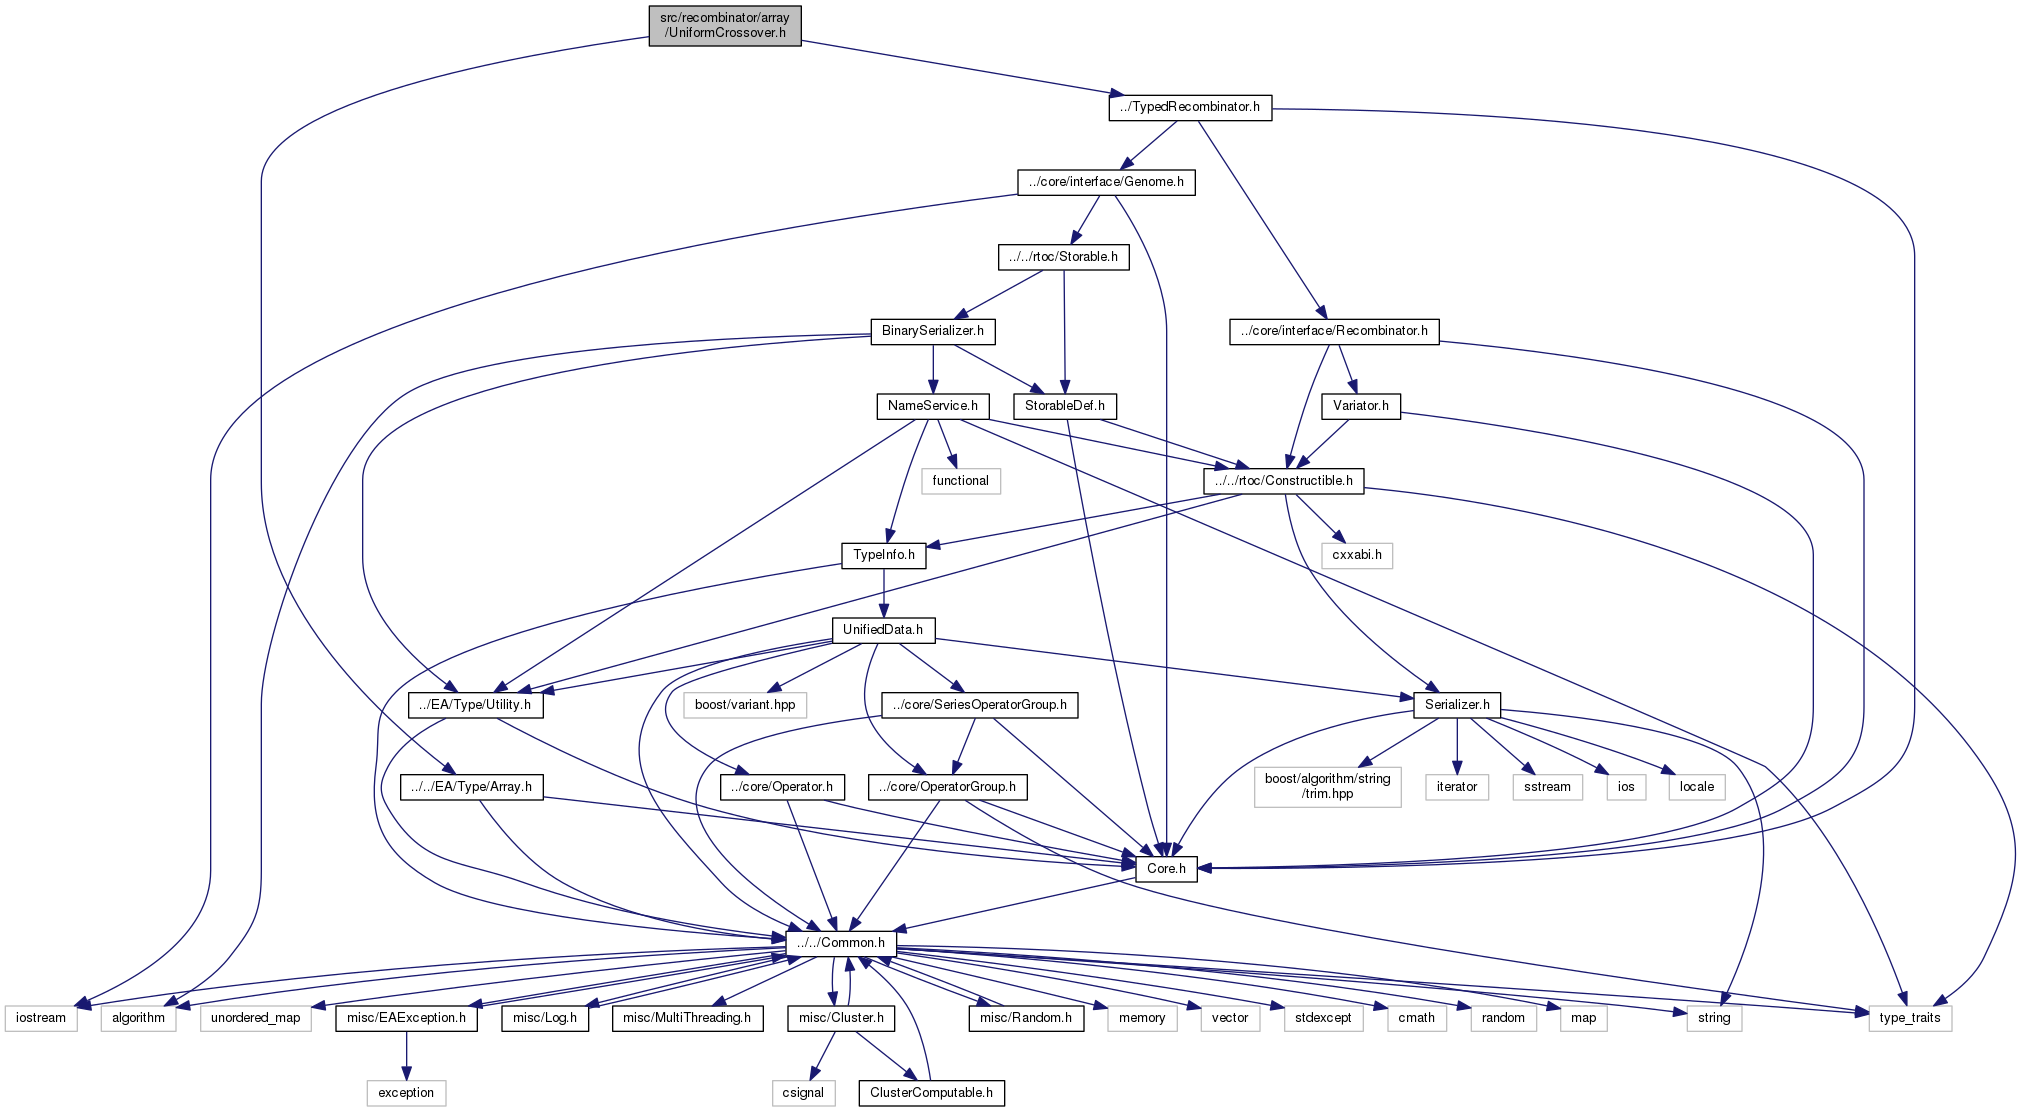 src/recombinator/array
/UniformCrossover.h
../TypedRecombinator.h
../core/interface/Genome.h
../../rtoc/Storable.h
BinarySerializer.h
../core/interface/Recombinator.h
NameService.h
StorableDef.h
Variator.h
functional
../../rtoc/Constructible.h
TypeInfo.h
cxxabi.h
UnifiedData.h
../EA/Type/Utility.h
boost/variant.hpp
../core/SeriesOperatorGroup.h
Serializer.h
../../EA/Type/Array.h
../core/Operator.h
../core/OperatorGroup.h
boost/algorithm/string
/trim.hpp
iterator
sstream
ios
locale
Core.h
../../Common.h
iostream
algorithm
unordered_map
misc/EAException.h
misc/Log.h
misc/MultiThreading.h
misc/Cluster.h
misc/Random.h
memory
vector
stdexcept
cmath
random
map
string
type_traits
exception
csignal
ClusterComputable.h